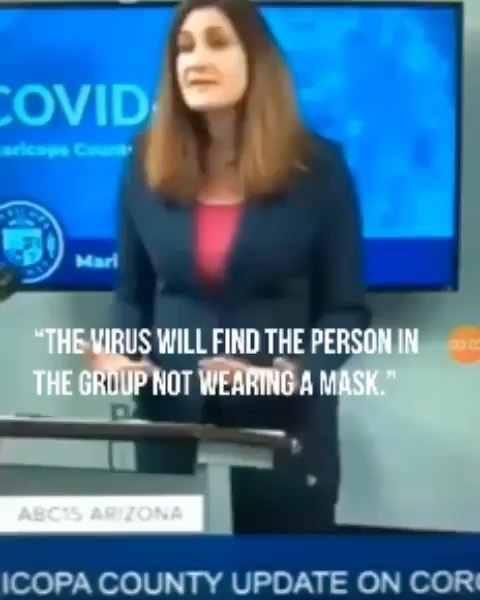 COVID
aricopa Count
Mari
“THE VIRUS WILL FIND THE PERSON IN
THE GROUP NOT WEARING A MASK.”
ABC15 ARIZONA
ICOPA COUNTY UPDATE ON COR